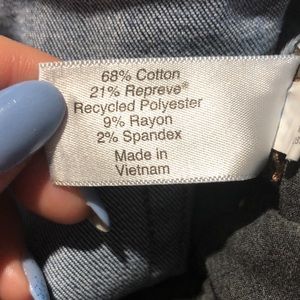 68% Cotton
21% Repreve®
Recycled Polyester
9% Rayon
2% Spandex
Made in
Vietnam